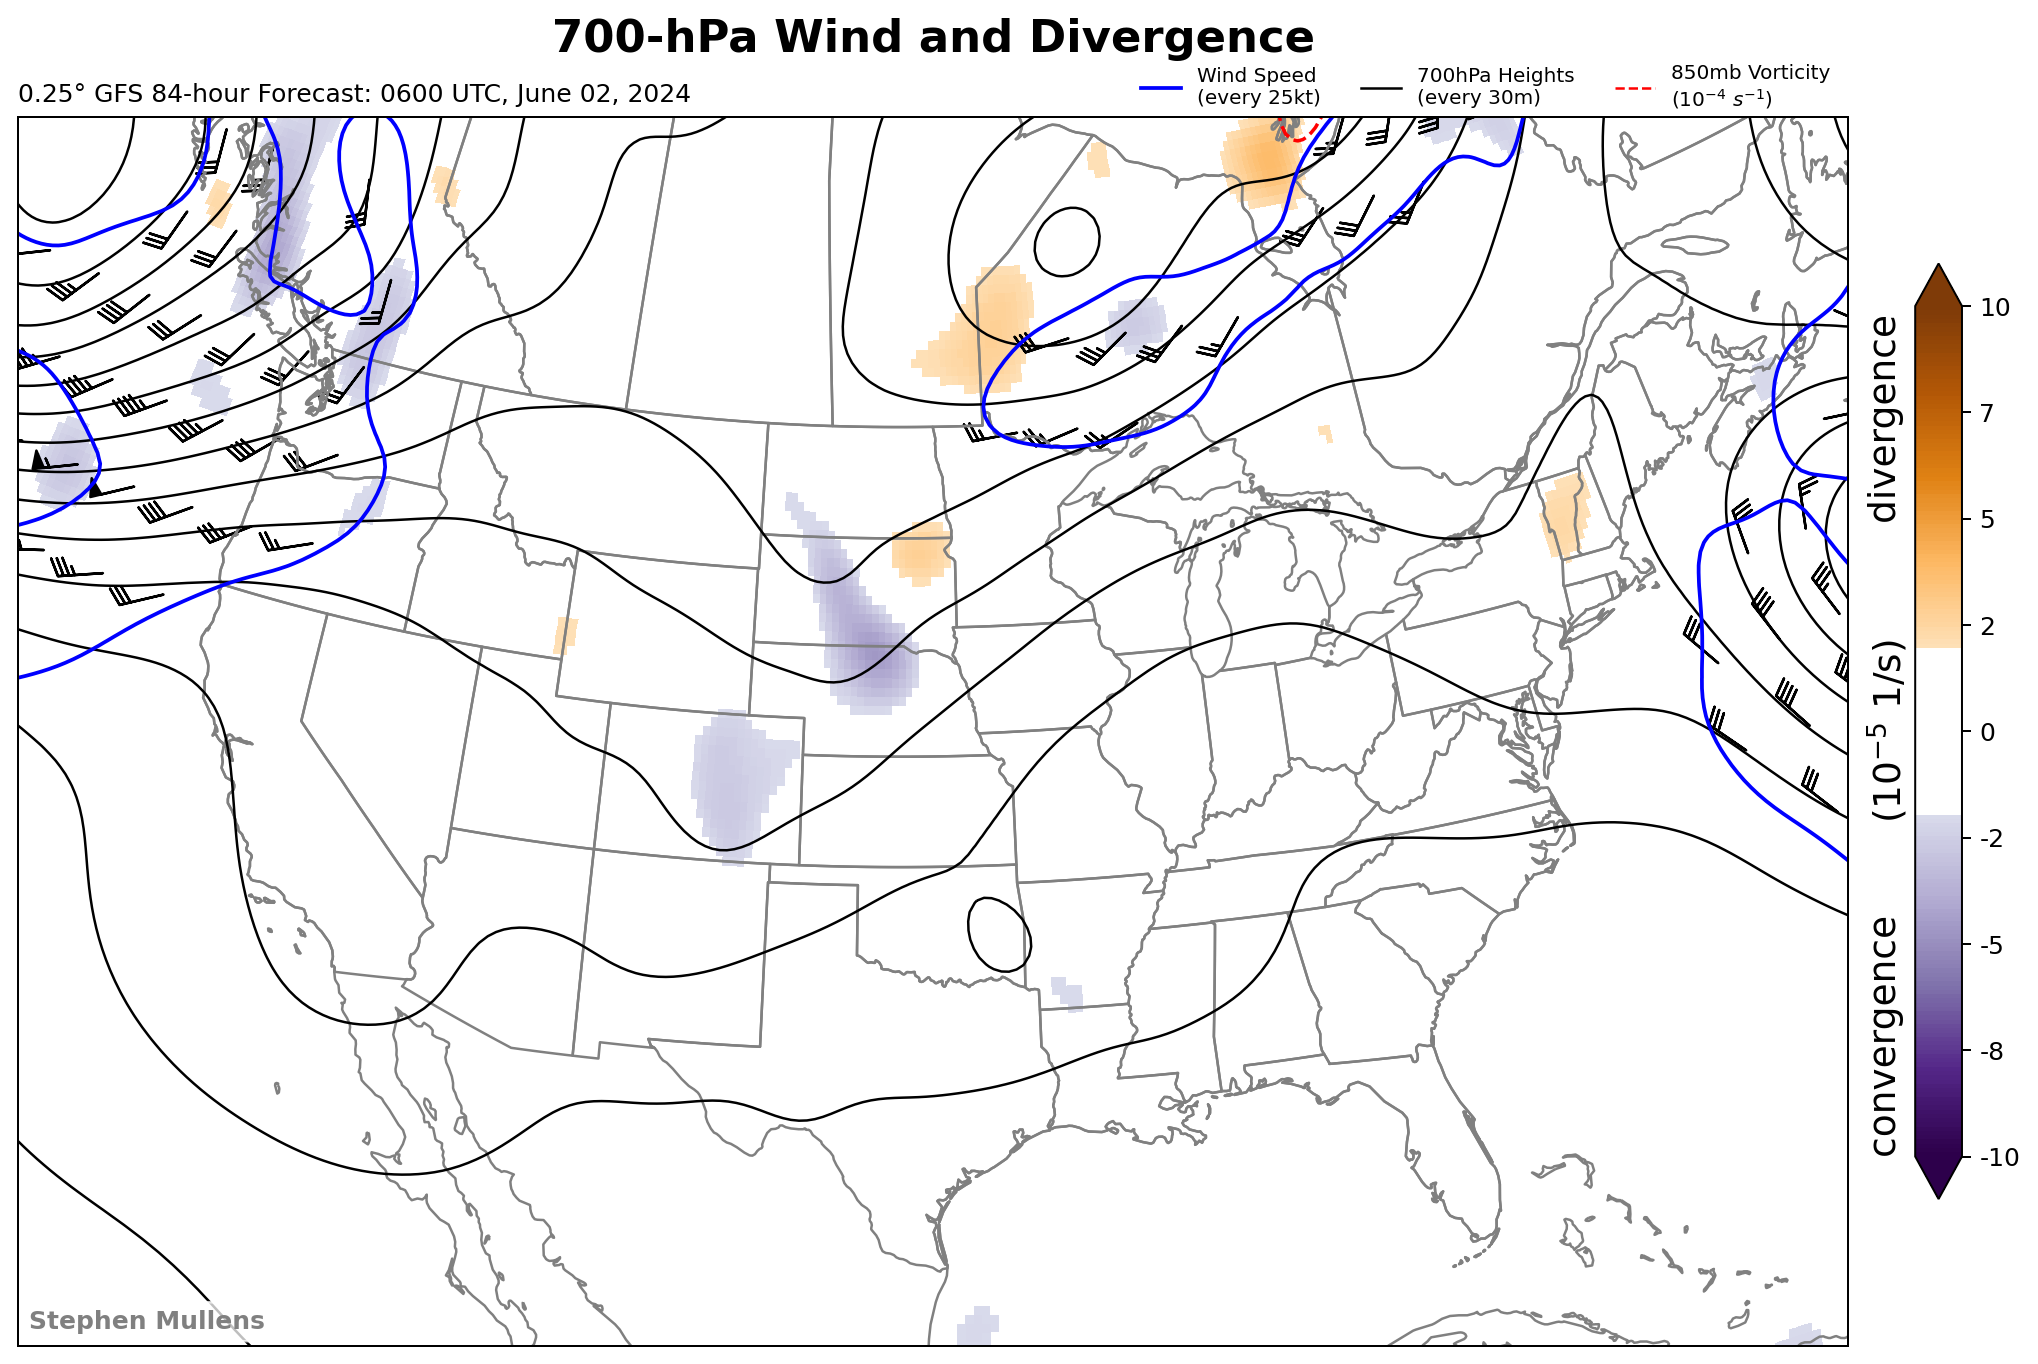 700-hPa Wind and Divergence
0.25° GFS 84-hour Forecast: 0600 UTC, June 02, 2024
Wind Speed
(every 25kt)
700hPa Heights
(every 30m)
850mb Vorticity
(10⁻⁴ s⁻¹)
10
7
5
2
0
-2
-5
-8
-10
convergence (10⁻⁵ 1/s) divergence
Stephen Mullens